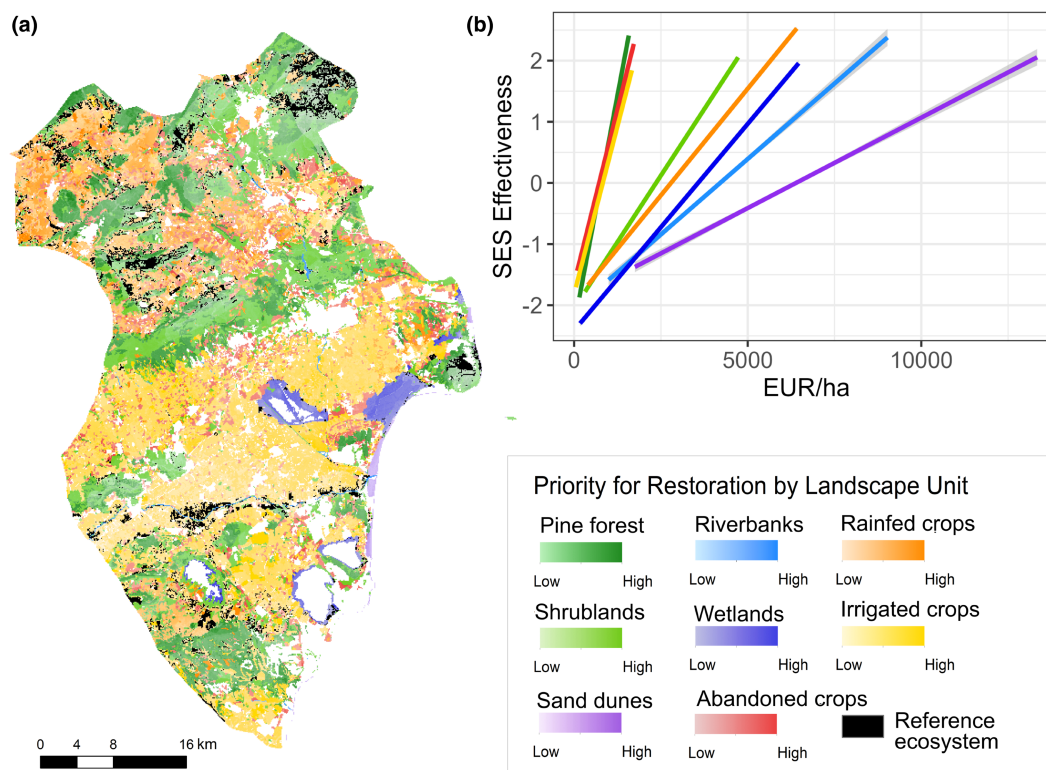 (a)
(b)
SES Effectiveness
2
1
0
-1
-2
0 5000 10000
EUR/ha
Priority for Restoration by Landscape Unit
Pine forest Riverbanks Rainfed crops
Low High Low High Low High
Shrublands Wetlands Irrigated crops
Low High Low High Low High
Sand dunes Abandoned crops Reference
ecosystem
Low High Low High
0 4 8 16 km